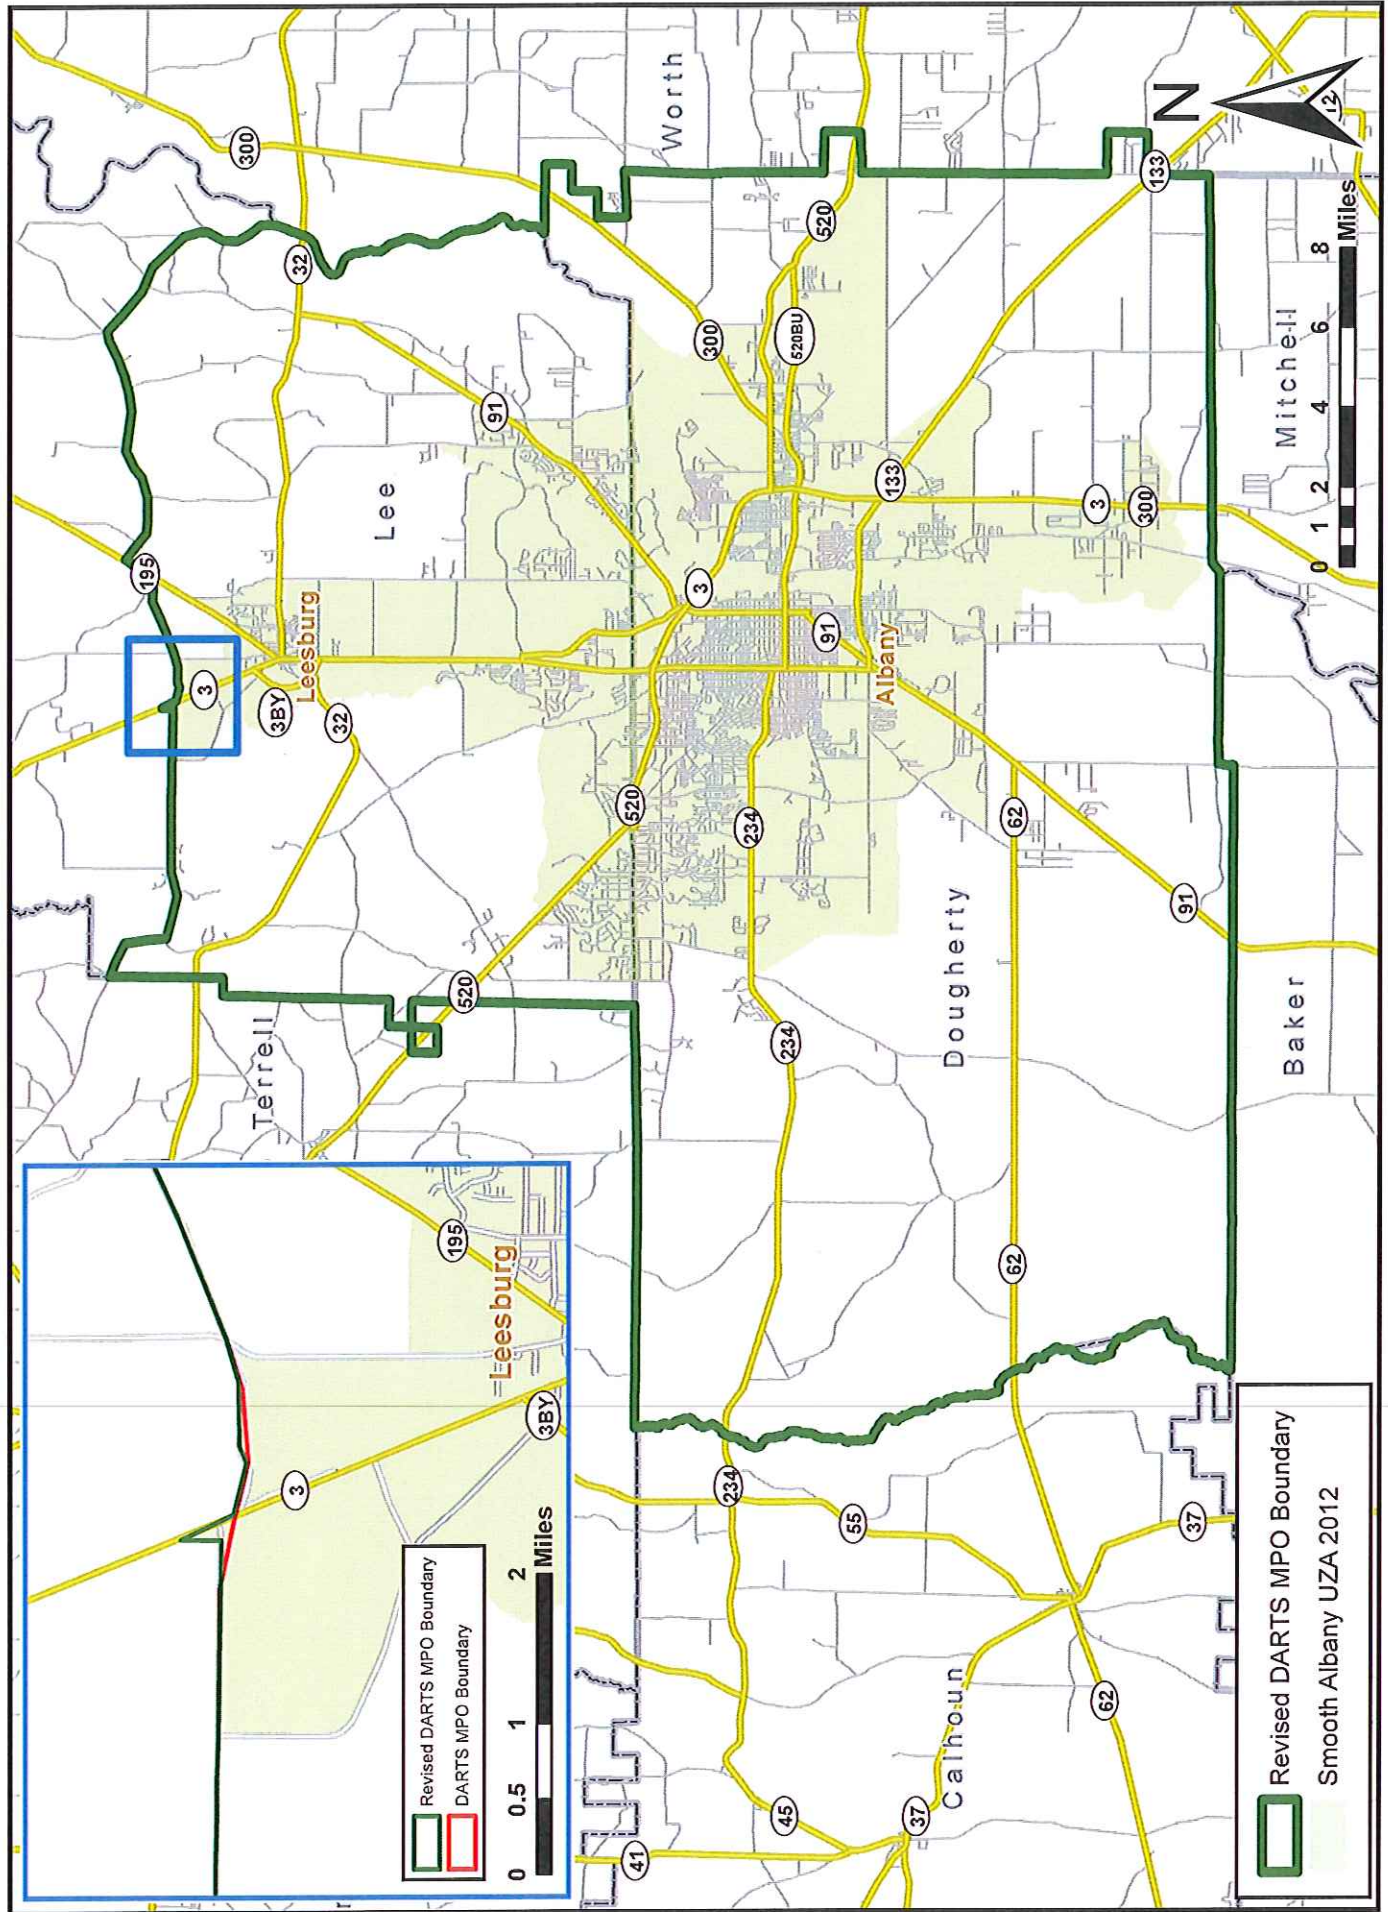 Worth
Lee
Terrell
Dougherty
Calhoun
Baker
Mitchell
Leesburg
Albany
300
32
195
3
3BY
32
91
520
300
520
520BU
520
3
91
133
133
3
300
234
234
234
62
62
62
91
55
37
37
45
41
12
N
0 1 2 4 6 8
Miles
195
Leesburg
3
3BY
Revised DARTS MPO Boundary
DARTS MPO Boundary
0 0.5 1 2
Miles
Revised DARTS MPO Boundary
Smooth Albany UZA 2012